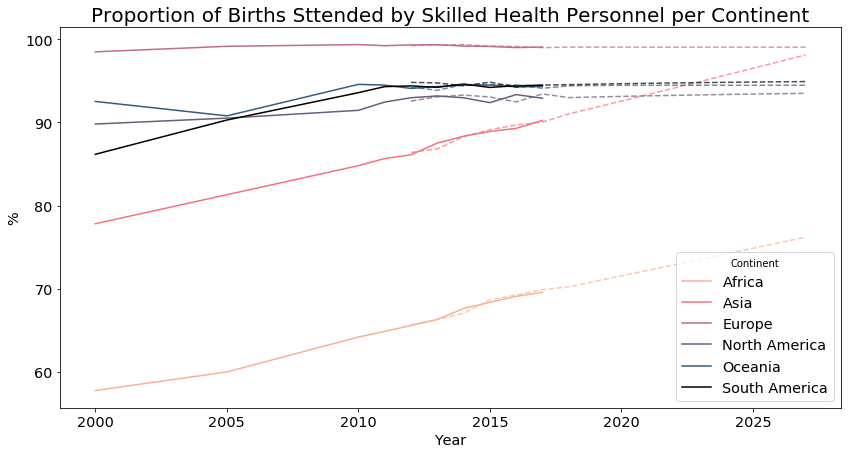 Proportion of Births Sttended by Skilled Health Personnel per Continent
100
90
80
70
60
%
2000
2005
2010
2015
2020
2025
Year
Continent
Africa
Asia
Europe
North America
Oceania
South America